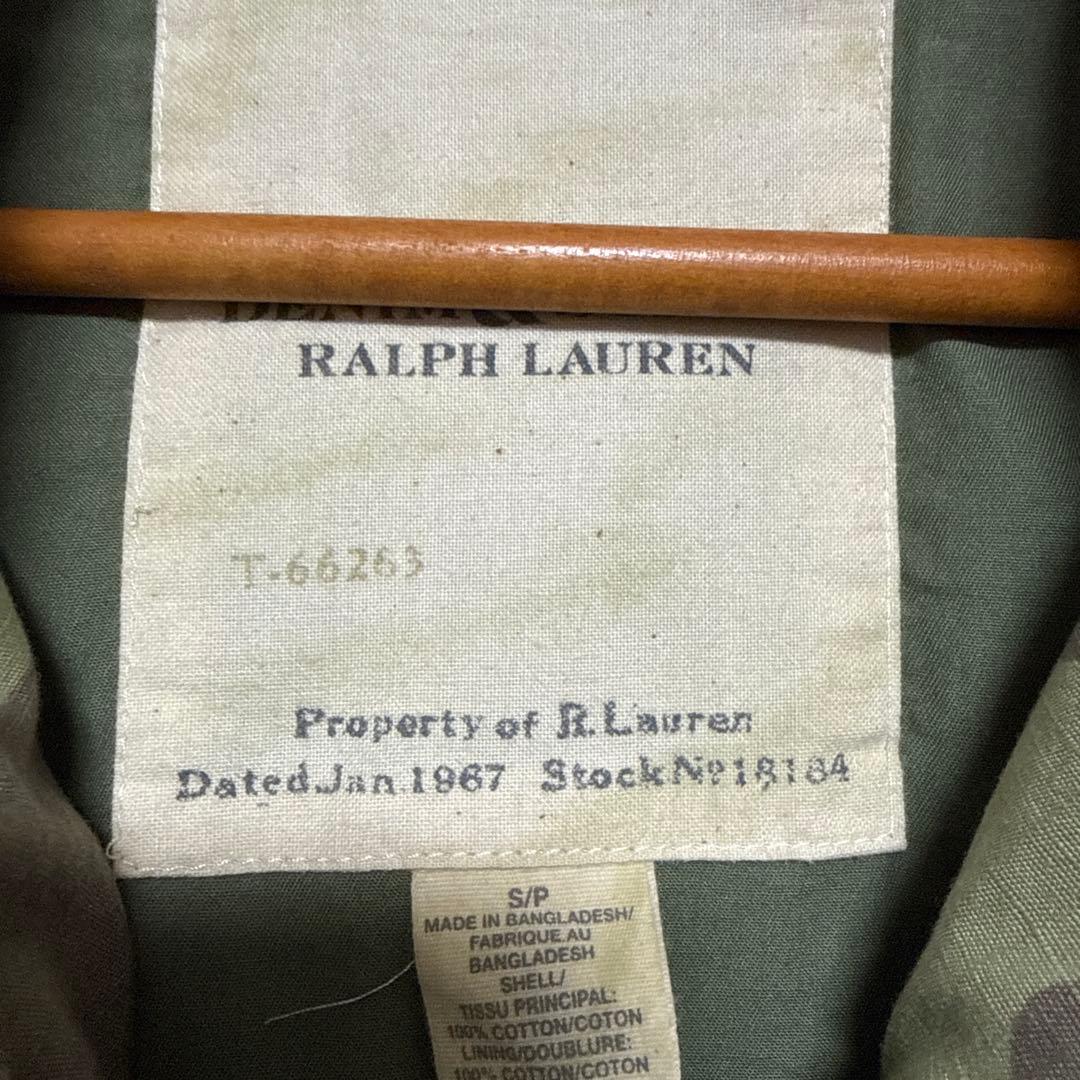 DENIM &
RALPH LAUREN
T-66263
Property of R. Lauren
Dated Jan. 1967 Stock Nº 18184
S/P
MADE IN BANGLADESH/
FABRIQUE AU
BANGLADESH
SHELL/
TISSU PRINCIPAL:
100% COTTON/COTON
LINING/DOUBLURE:
100% COTTON/COTON